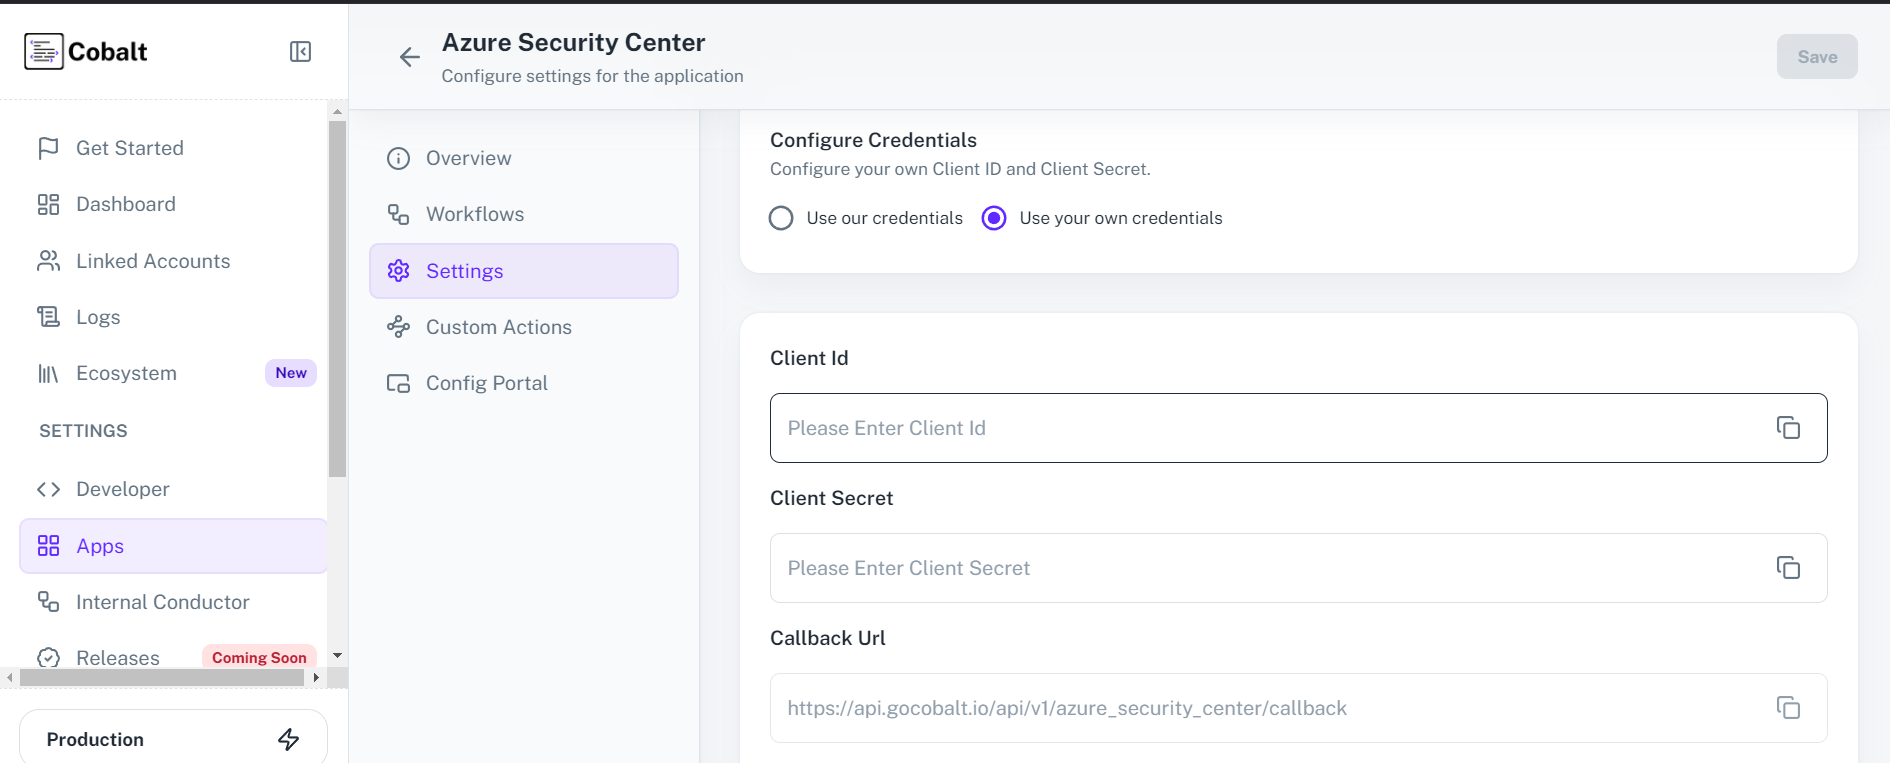 Cobalt
Get Started
Dashboard
Linked Accounts
Logs
Ecosystem
New
SETTINGS
Developer
Apps
Internal Conductor
Releases
Coming Soon
Production
Azure Security Center
Configure settings for the application
Save
Overview
Workflows
Settings
Custom Actions
Config Portal
Configure Credentials
Configure your own Client ID and Client Secret.
Use our credentials
Use your own credentials
Client Id
Please Enter Client Id
Client Secret
Please Enter Client Secret
Callback Url
https://api.gocobalt.io/api/v1/azure_security_center/callback